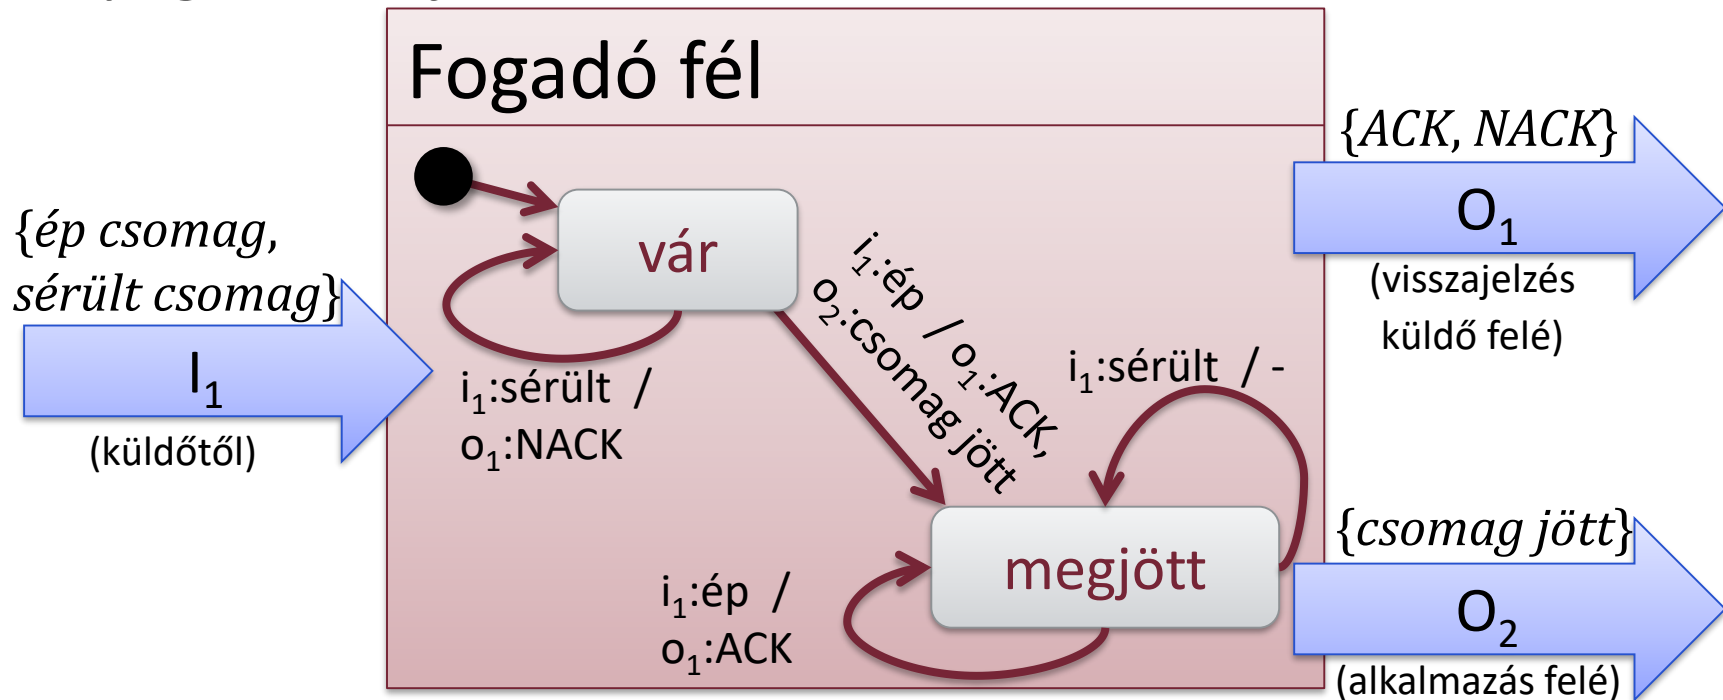 Fogadó fél
{ép csomag,
sérült csomag}
I1
(küldőtől)
vár
i1:sérült /
o1:NACK
i1:ép / o1:ACK,
o2:csomag jött
i1:sérült / -
megjött
i1:ép /
o1:ACK
{ACK, NACK}
O1
(visszajelzés
küldő felé)
{csomag jött}
O2
(alkalmazás felé)